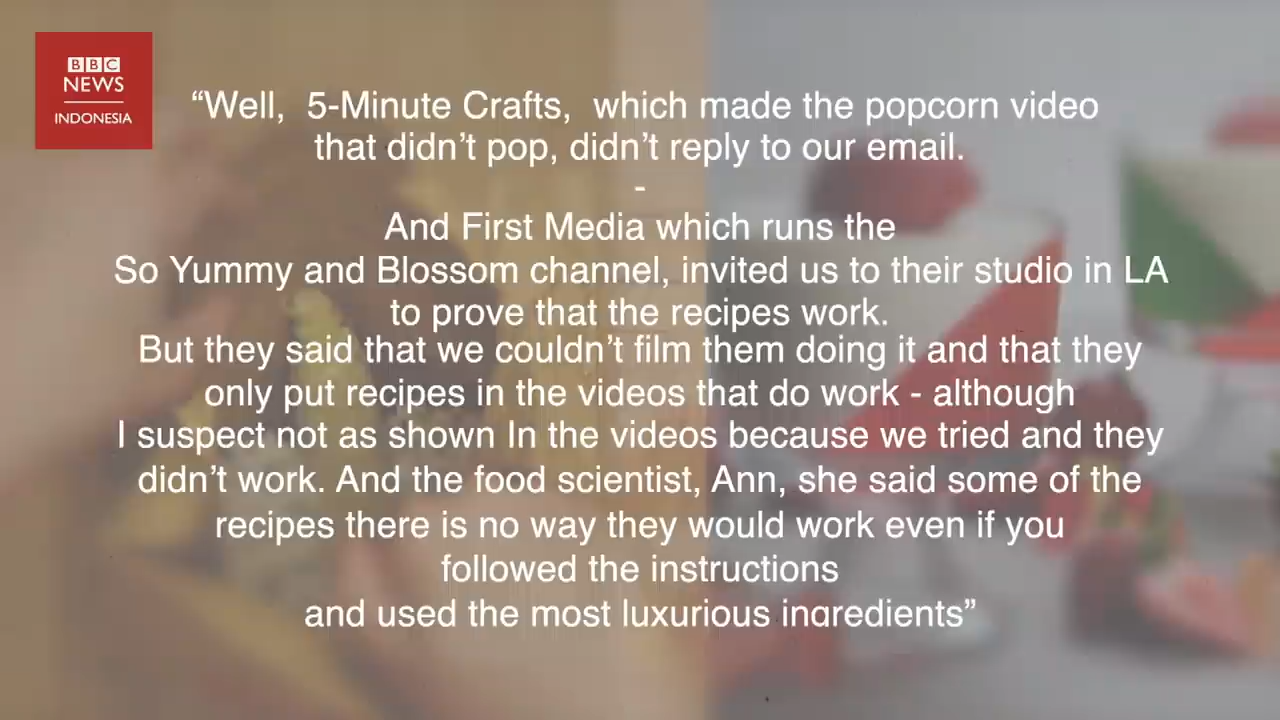 BBC
NEWS
INDONESIA
“Well,  5-Minute Crafts,  which made the popcorn video
that didn’t pop, didn’t reply to our email.
-
And First Media which runs the
So Yummy and Blossom channel, invited us to their studio in LA
to prove that the recipes work.
But they said that we couldn’t film them doing it and that they
only put recipes in the videos that do work - although
I suspect not as shown In the videos because we tried and they
didn’t work. And the food scientist, Ann, she said some of the
recipes there is no way they would work even if you
followed the instructions
and used the most luxurious ingredients”